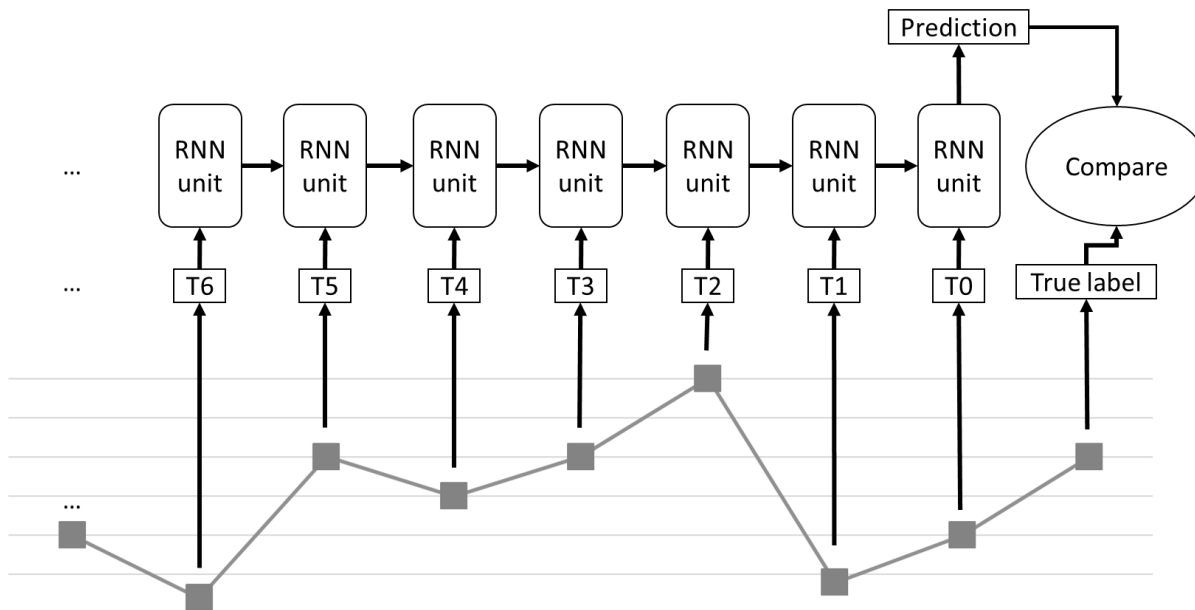 Prediction
RNN unit
RNN unit
RNN unit
RNN unit
RNN unit
RNN unit
RNN unit
Compare
...
...
T6
T5
T4
T3
T2
T1
T0
True label
...